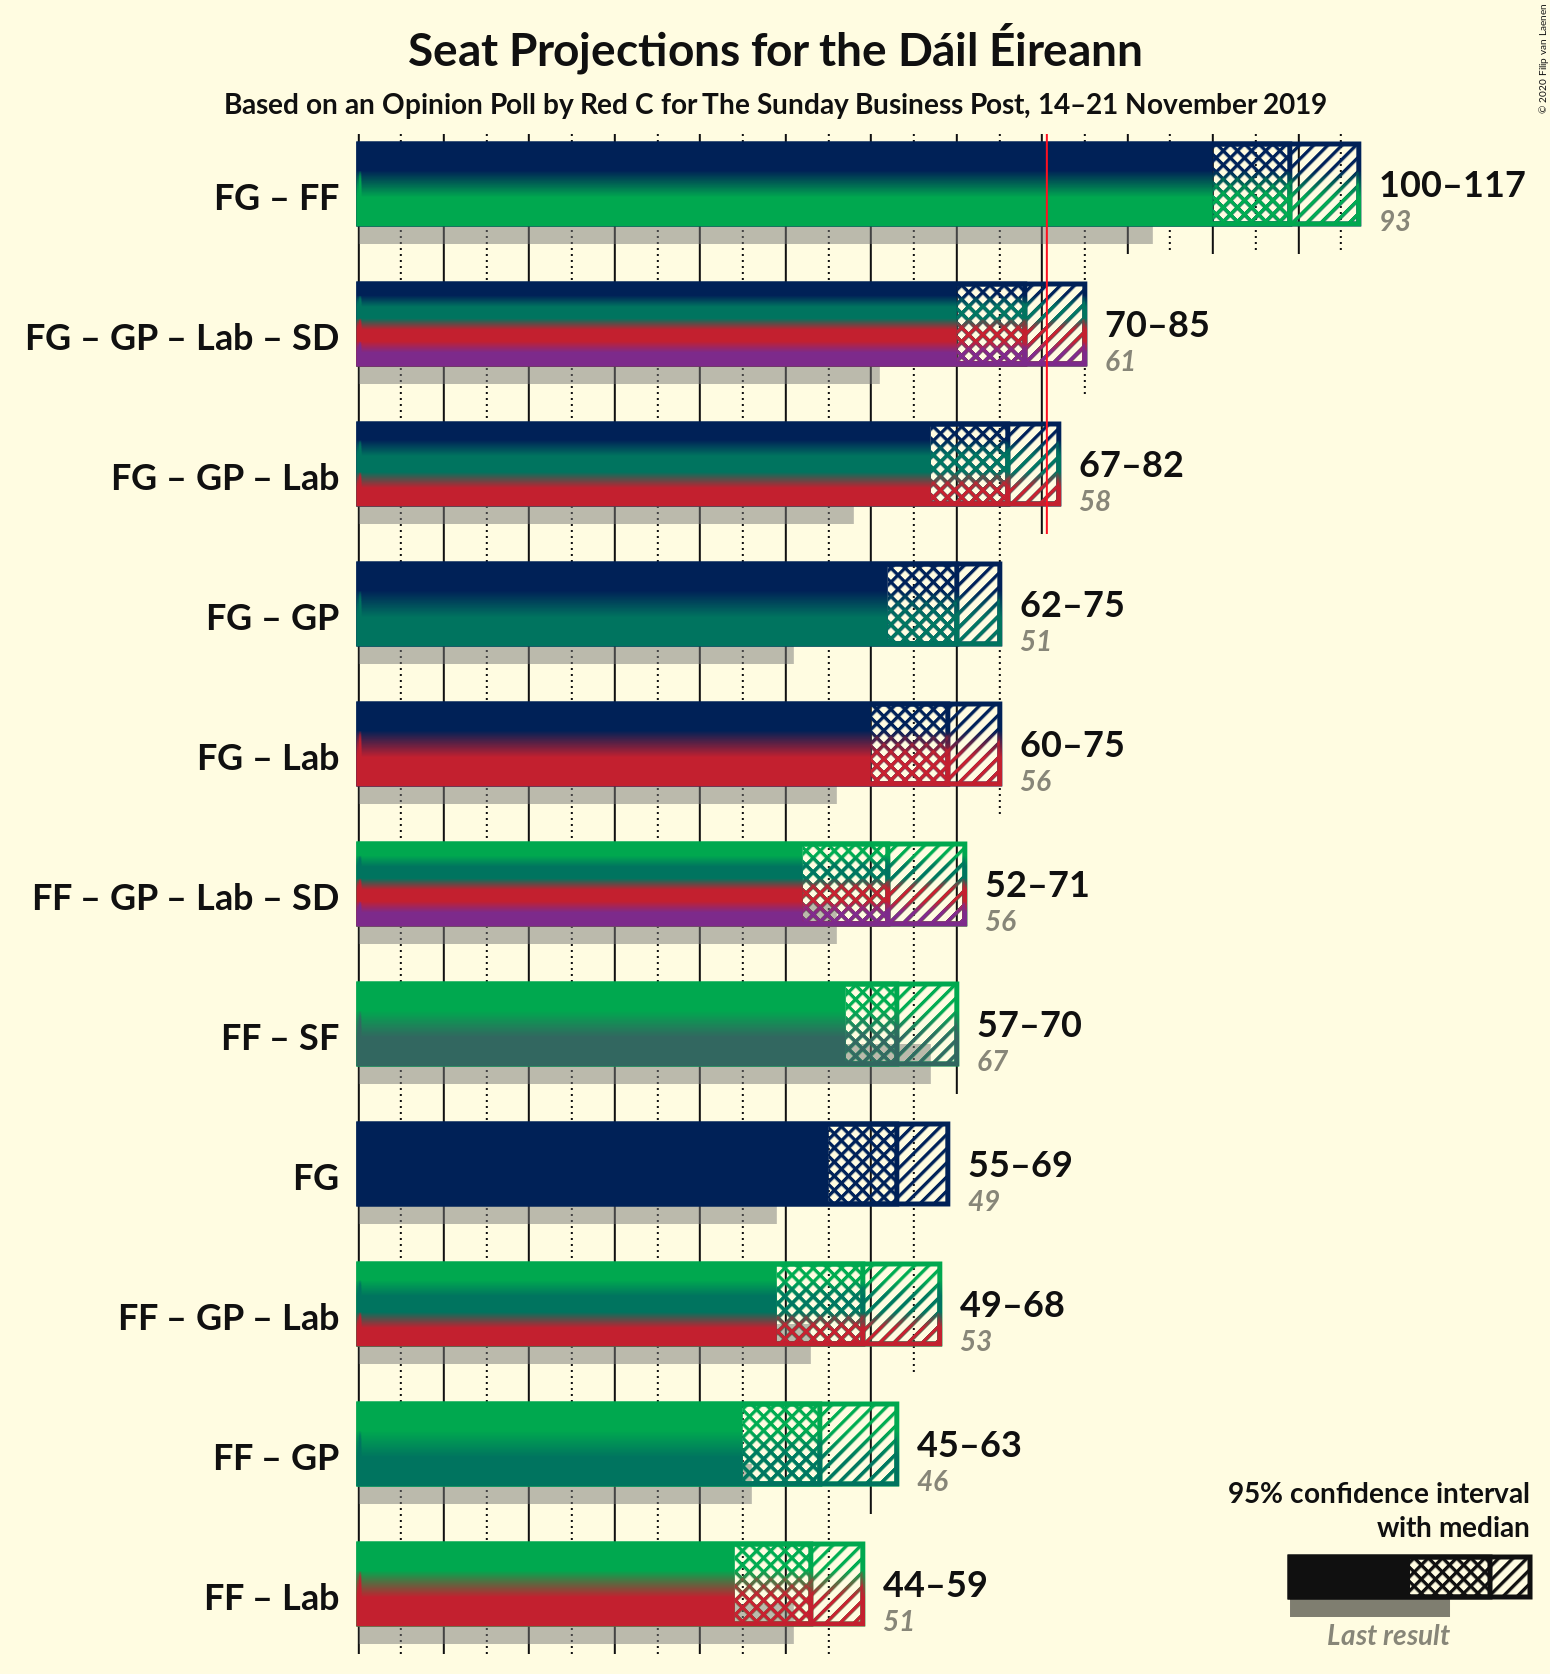 Seat Projections for the Dáil Éireann
Based on an Opinion Poll by Red C for The Sunday Business Post, 14–21 November 2019
© 2020 Filip van Laenen
FG – FF
100–117
93
FG – GP – Lab – SD
70–85
61
FG – GP – Lab
67–82
58
FG – GP
62–75
51
FG – Lab
60–75
56
FF – GP – Lab – SD
52–71
56
FF – SF
57–70
67
FG
55–69
49
FF – GP – Lab
49–68
53
FF – GP
45–63
46
FF – Lab
44–59
51
95% confidence interval
with median
Last result